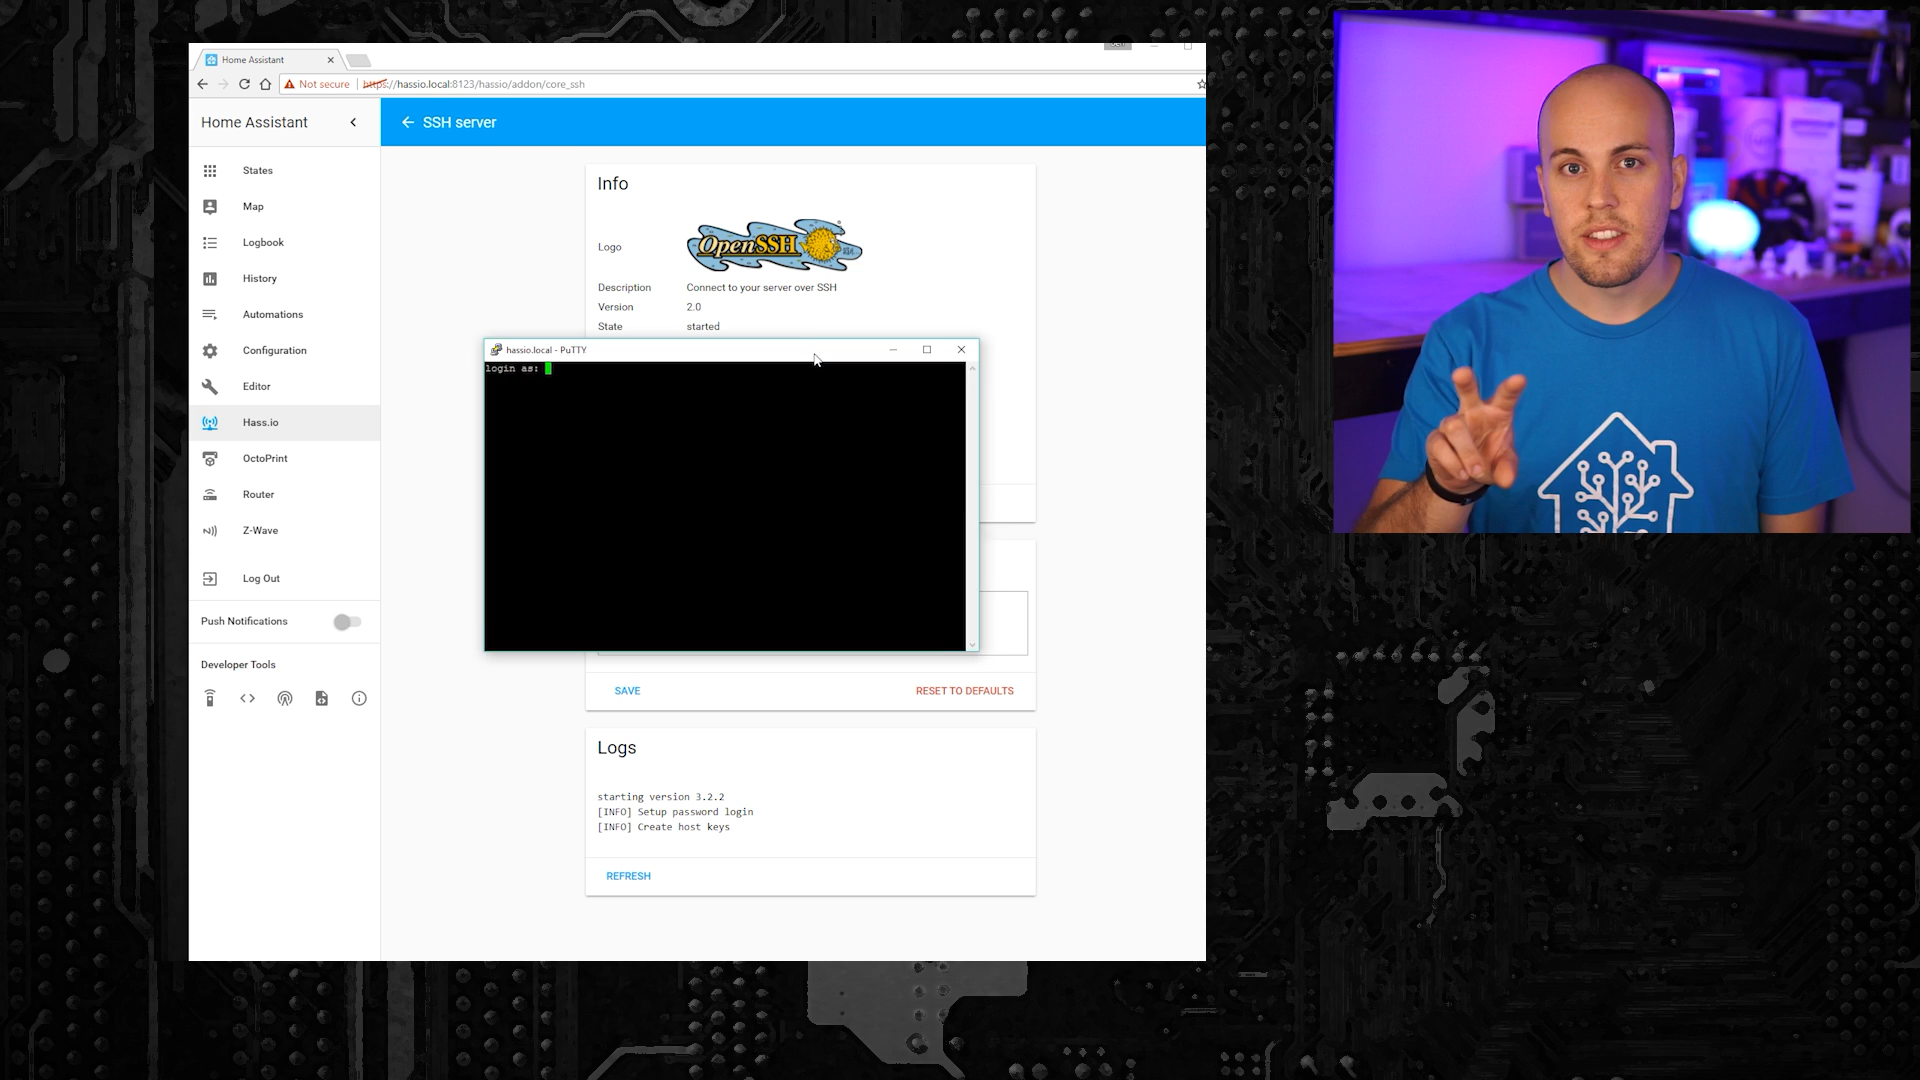 Home Assistant
Not secure | https://hassio.local:8123/hassio/addon/core_ssh
Home Assistant
SSH server
States
Map
Logbook
History
Automations
Configuration
Editor
Hass.io
OctoPrint
Router
Z-Wave
Log Out
Push Notifications
Developer Tools
Info
Logo
OpenSSH
Description Connect to your server over SSH
Version 2.0
State started
hassio.local - PuTTY
login as:
SAVE
RESET TO DEFAULTS
Logs
starting version 3.2.2
[INFO] Setup password login
[INFO] Create host keys
REFRESH